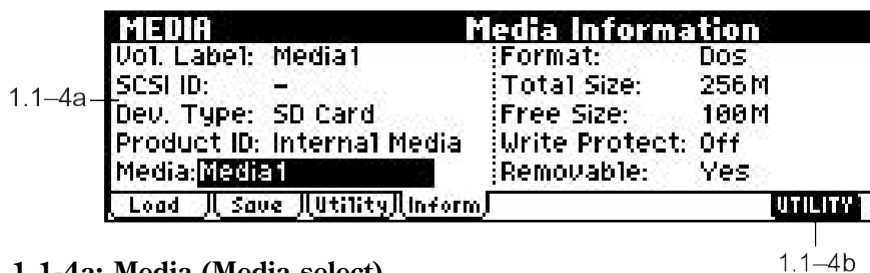 MEDIA Media Information
Vol. Label: Media1 Format: Dos
SCSI ID: – Total Size: 256M
1.1–4a
Dev. Type: SD Card Free Size: 100M
Product ID: Internal Media Write Protect: Off
Media:Media1 Removable: Yes
Load Save Utility Inform UTILITY
1.1–4b
1.1-4a: Media (Media select)